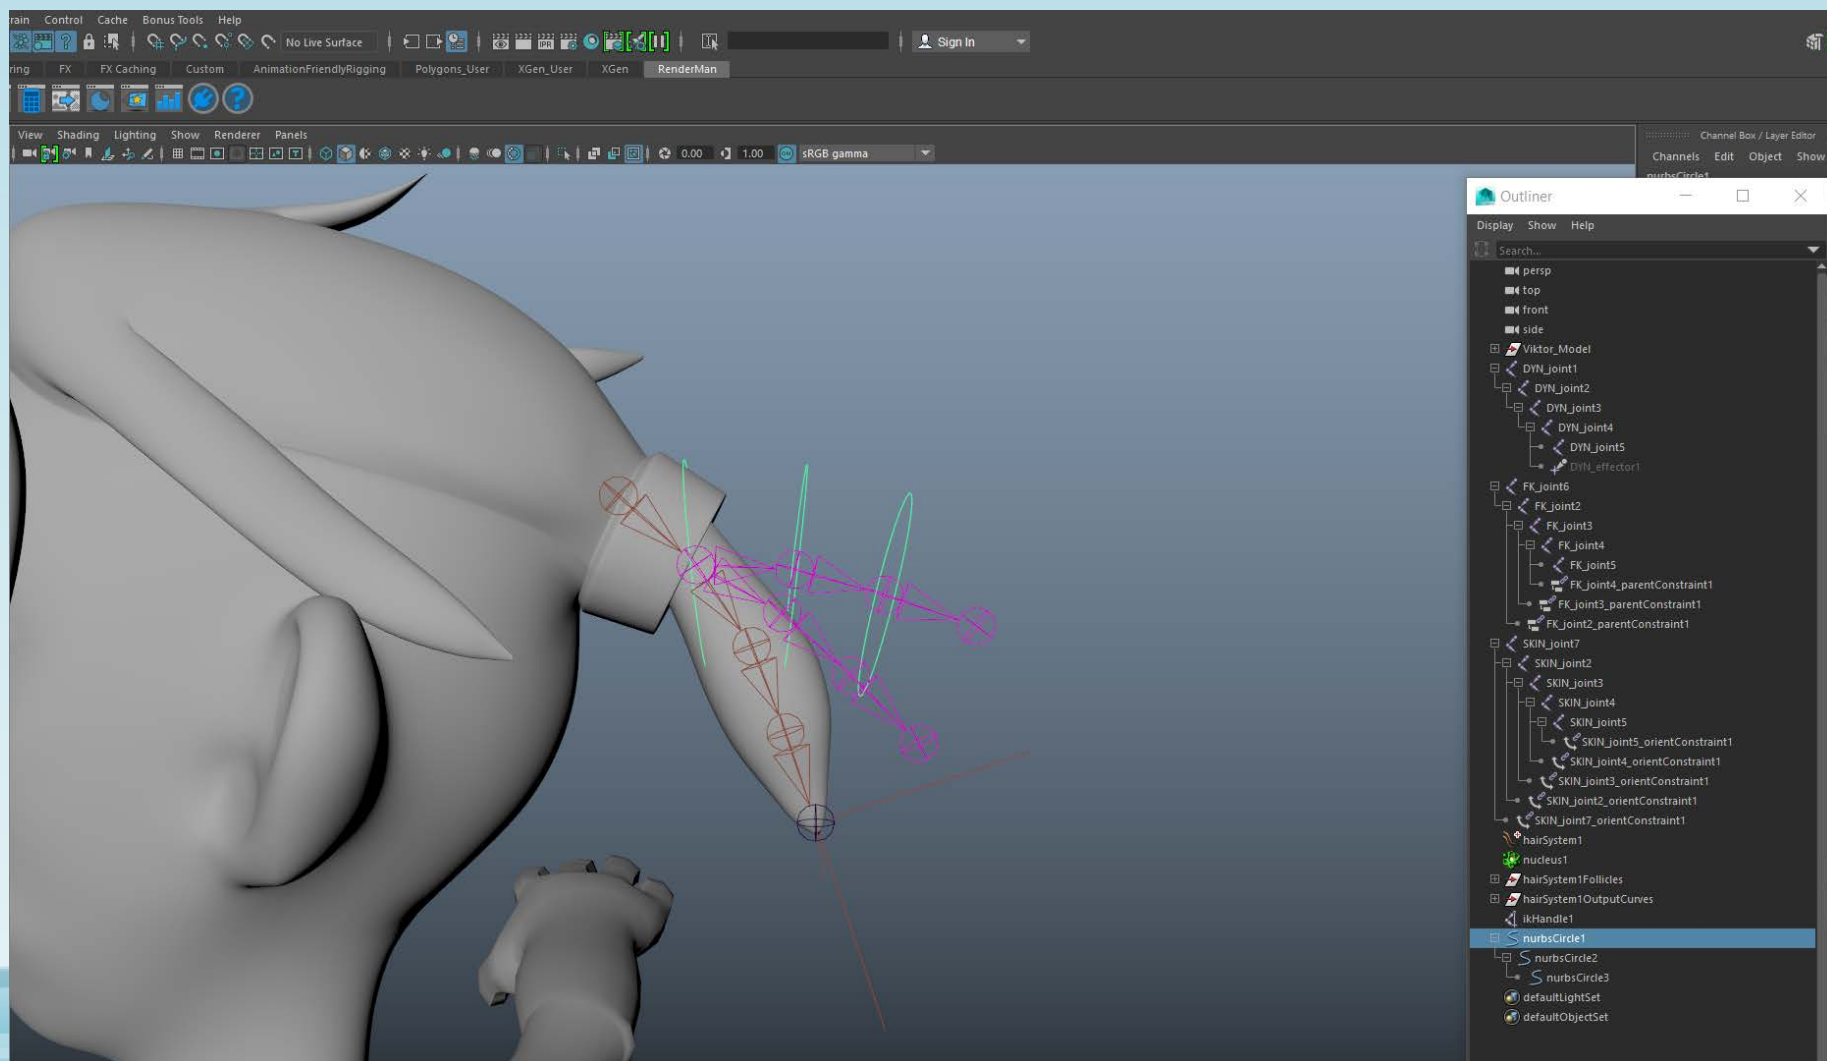 Control Cache Bonus Tools Help
No Live Surface
IPR
Sign In
FX FX Caching Custom AnimationFriendlyRigging Polygons_User XGen_User XGen RenderMan
View Shading Lighting Show Renderer Panels
0.00 1.00 sRGB gamma
Channel Box / Layer Editor
Channels Edit Object Show
nurbsCircle1
Outliner
Display Show Help
Search...
persp
top
front
side
Viktor_Model
DYN_joint1
DYN_joint2
DYN_joint3
DYN_joint4
DYN_joint5
DYN_effector1
FK_joint6
FK_joint2
FK_joint3
FK_joint4
FK_joint5
FK_joint4_parentConstraint1
FK_joint3_parentConstraint1
FK_joint2_parentConstraint1
SKIN_joint7
SKIN_joint2
SKIN_joint3
SKIN_joint4
SKIN_joint5
SKIN_joint5_orientConstraint1
SKIN_joint4_orientConstraint1
SKIN_joint3_orientConstraint1
SKIN_joint2_orientConstraint1
SKIN_joint7_orientConstraint1
hairSystem1
nucleus1
hairSystem1Follicles
hairSystem1OutputCurves
ikHandle1
nurbsCircle1
nurbsCircle2
nurbsCircle3
defaultLightSet
defaultObjectSet